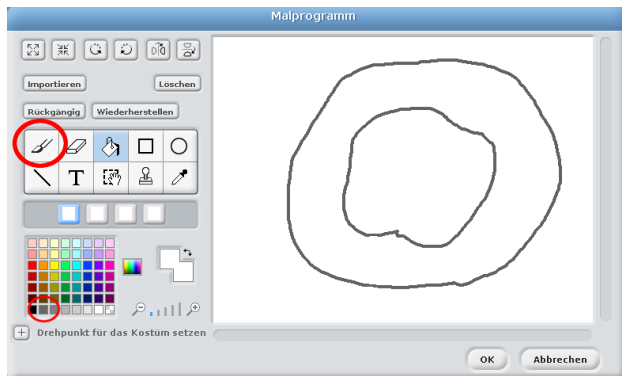 Malprogramm
Importieren
Löschen
Rückgängig
Wiederherstellen
T
Drehpunkt für das Kostüm setzen
OK
Abbrechen